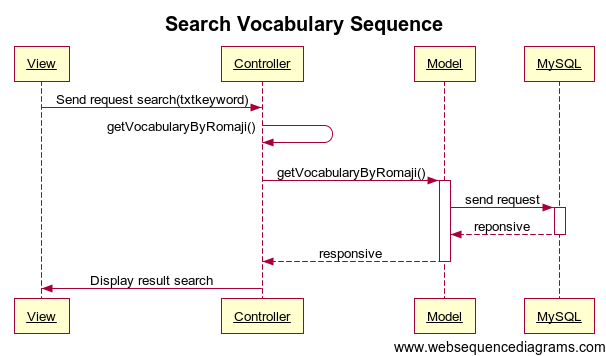 Search Vocabulary Sequence
View Controller Model MySQL
Send request search(txtkeyword)
getVocabularyByRomaji()
getVocabularyByRomaji()
send request
reponsive
responsive
Display result search
View Controller Model MySQL
www.websequencediagrams.com